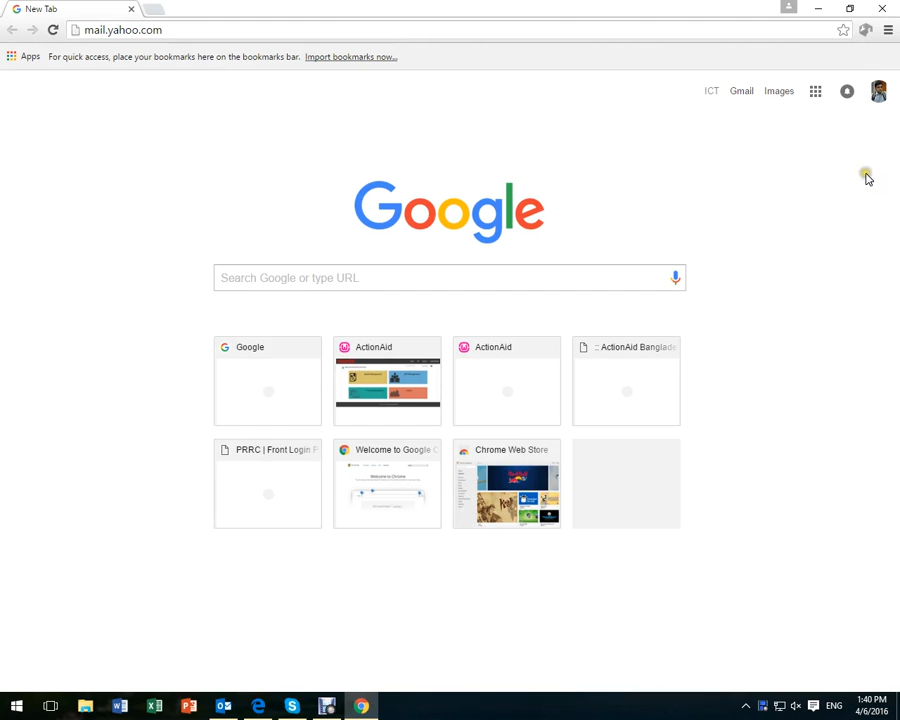 New Tab
mail.yahoo.com
Apps For quick access, place your bookmarks here on the bookmarks bar. Import bookmarks now...
ICT Gmail Images
Google
Search Google or type URL
Google ActionAid ActionAid :: ActionAid Banglade
PRRC | Front Login P Welcome to Google C Chrome Web Store
ENG
1:40 PM
4/6/2016